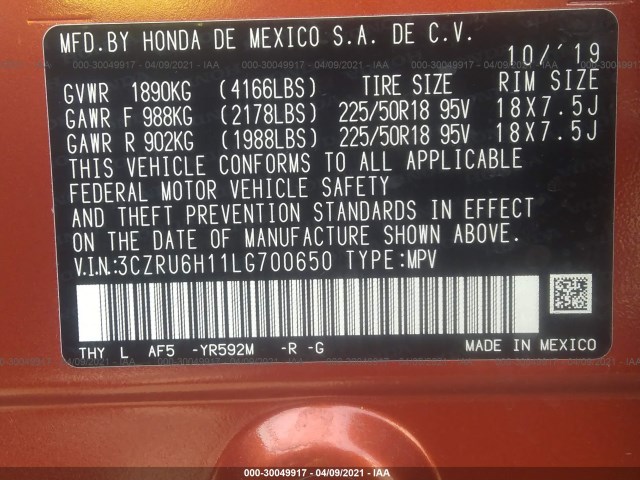 MFD.BY HONDA DE MEXICO S.A. DE C.V.
10/´19
GVWR 1890KG (4166LBS) TIRE SIZE RIM SIZE
GAWR F 988KG (2178LBS) 225/50R18 95V 18X7.5J
GAWR R 902KG (1988LBS) 225/50R18 95V 18X7.5J
THIS VEHICLE CONFORMS TO ALL APPLICABLE
FEDERAL MOTOR VEHICLE SAFETY
AND THEFT PREVENTION STANDARDS IN EFFECT
ON THE DATE OF MANUFACTURE SHOWN ABOVE.
V.I.N.:3CZRU6H11LG700650 TYPE:MPV
THY L AF5 -YR592M -R -G MADE IN MEXICO
000-30049917 - 04/09/2021 - IAA